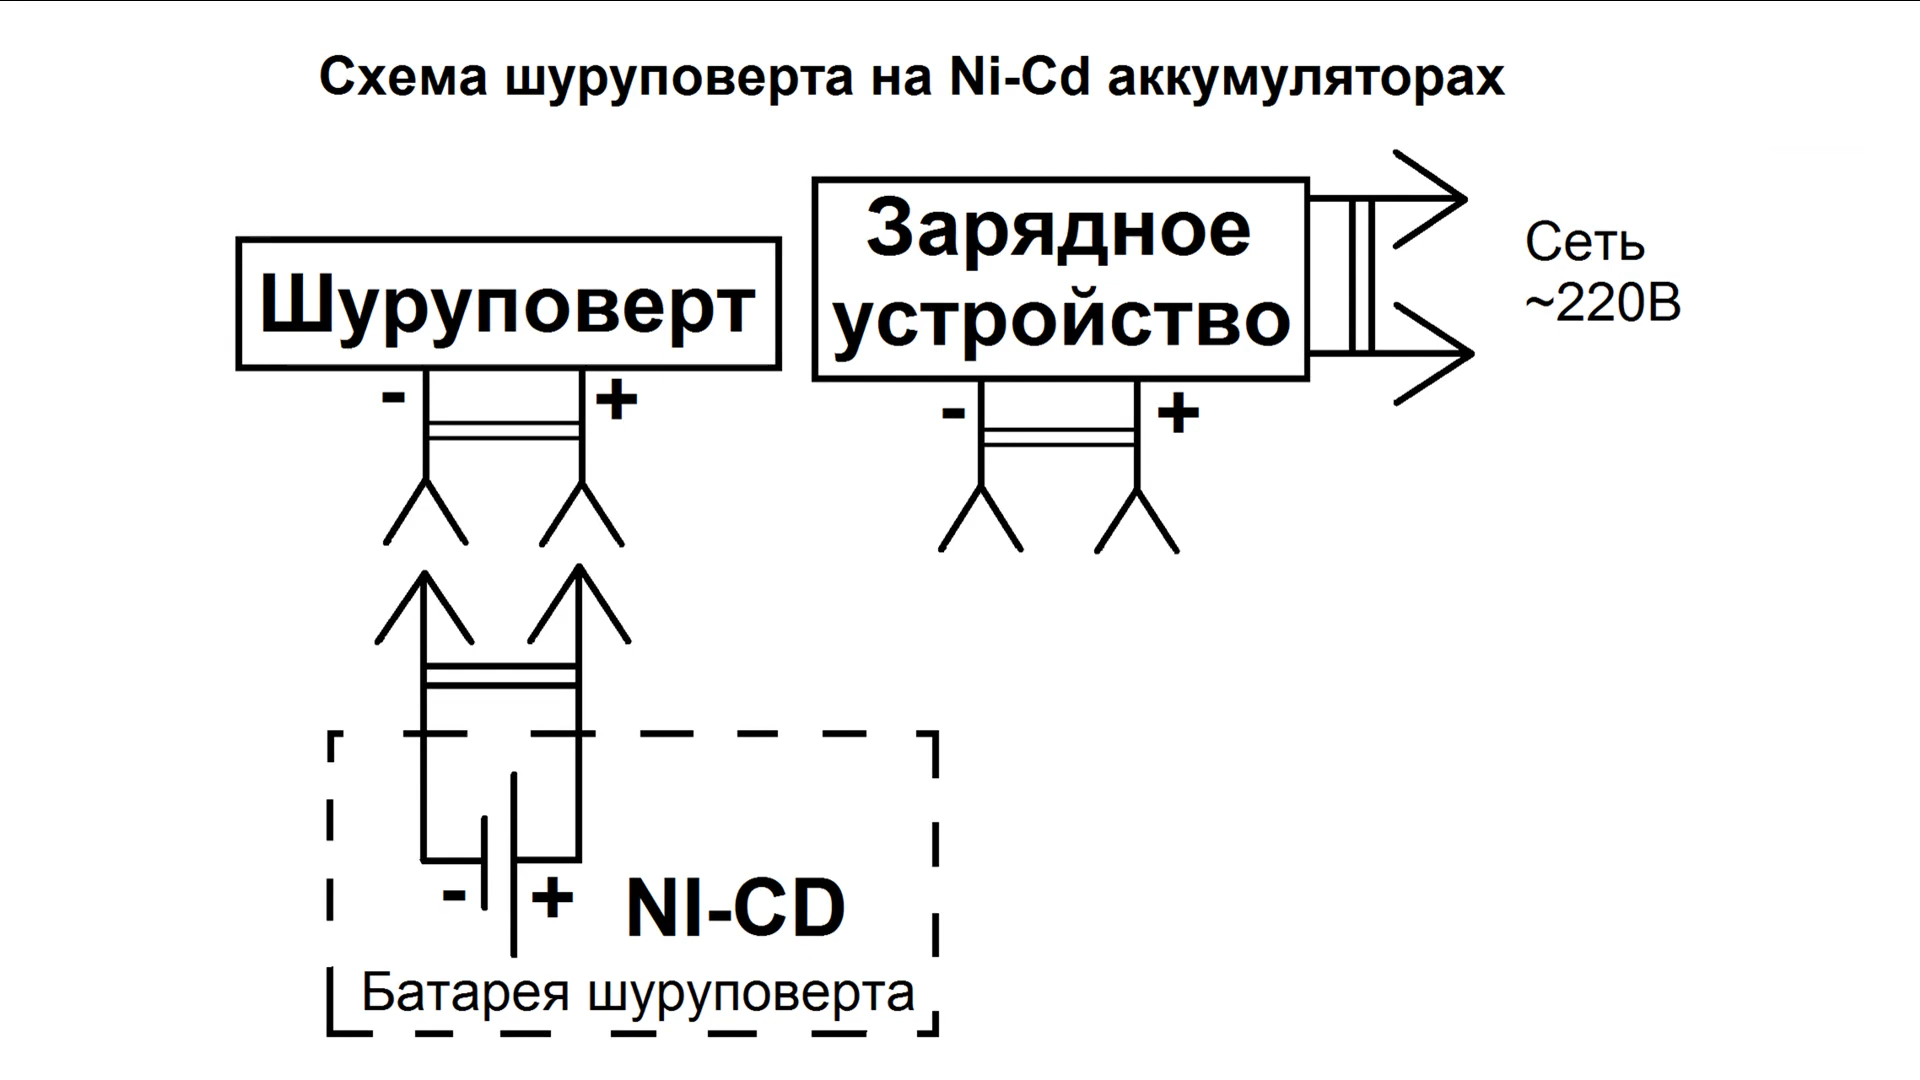 Схема шуруповерта на Ni-Cd аккумуляторах
Шуруповерт
- +
Зарядное
устройство
- +
Сеть
~220В
- +
NI-CD
Батарея шуруповерта